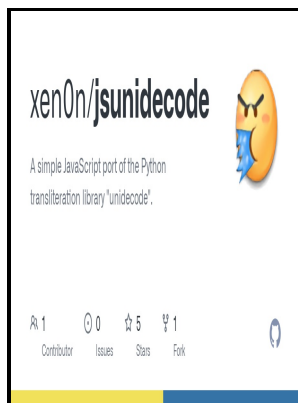 xen0n/jsunidecode
A simple JavaScript port of the Python
transliteration library "unidecode".
1 0 5 1
Contributor Issues Stars Fork